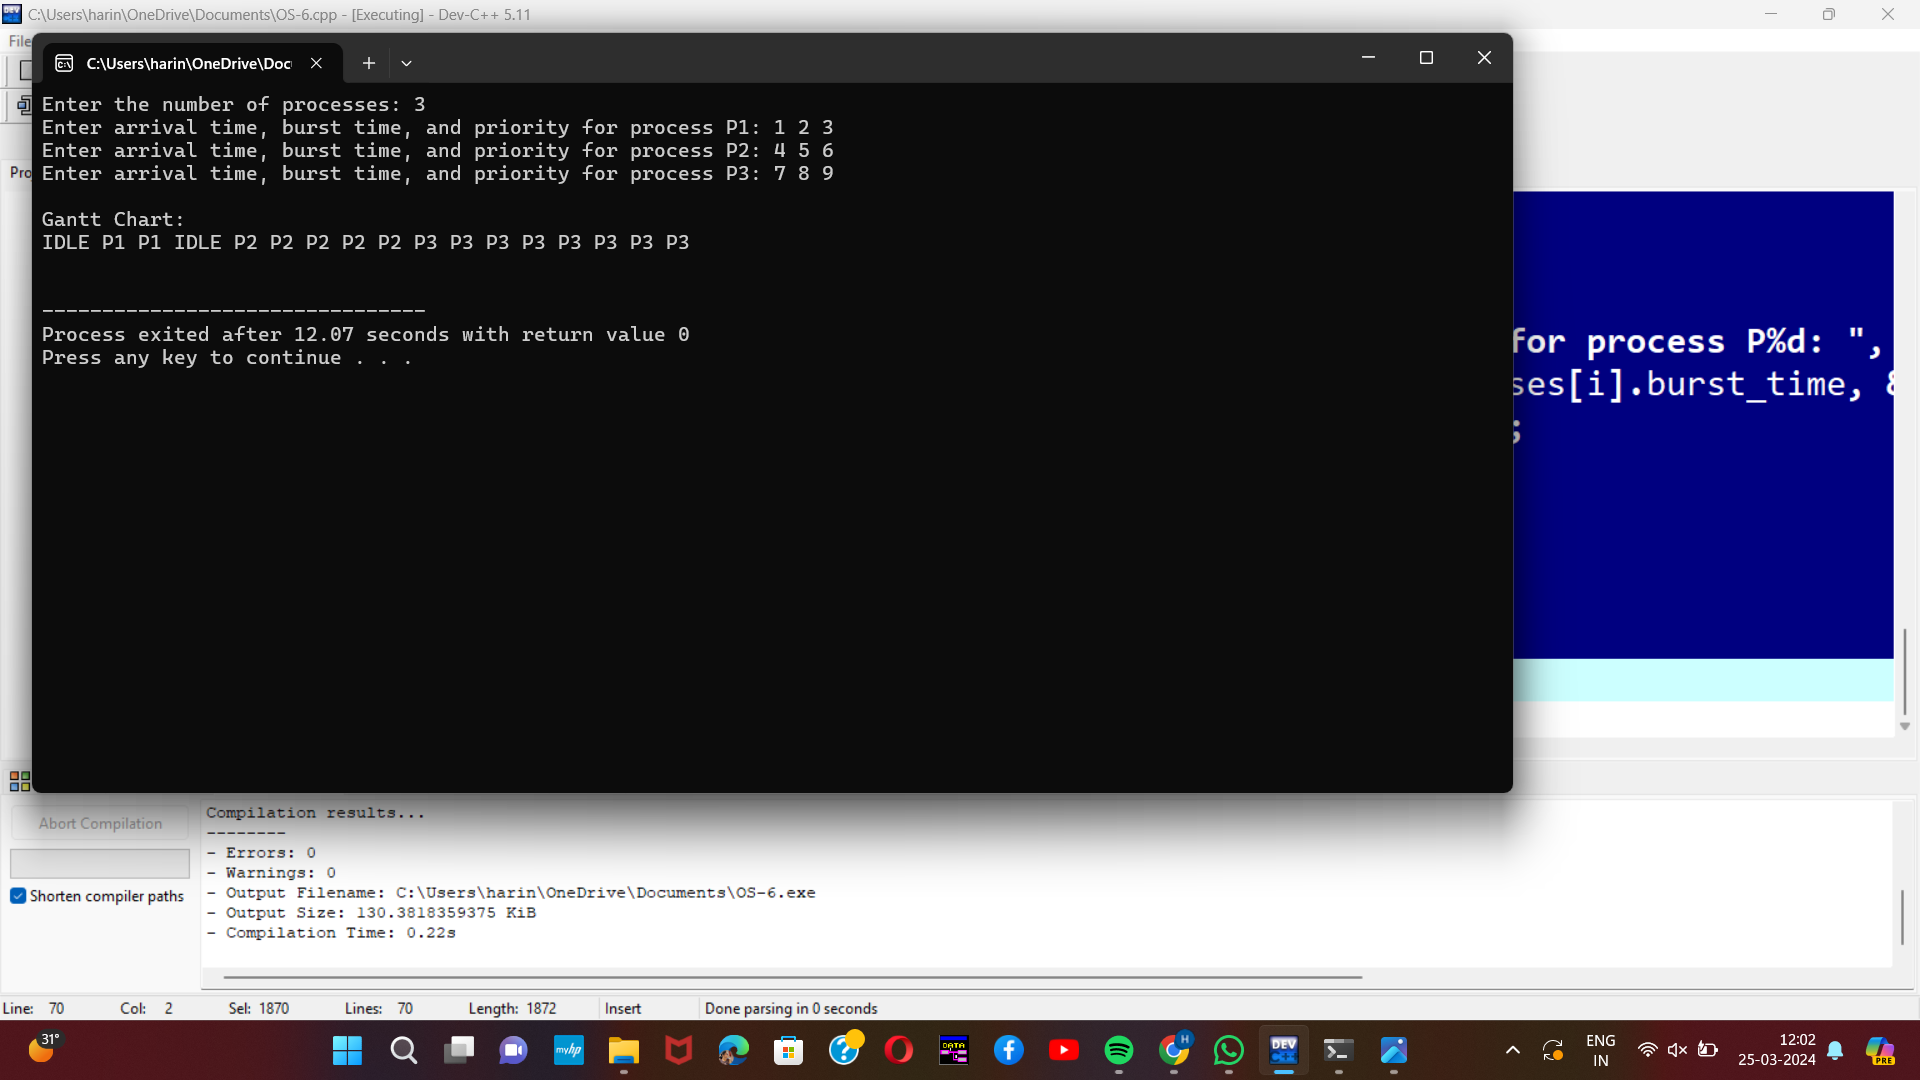 C:\Users\harin\OneDrive\Documents\OS-6.cpp - [Executing] - Dev-C++ 5.11
File
C:\Users\harin\OneDrive\Doc
Enter the number of processes: 3
Enter arrival time, burst time, and priority for process P1: 1 2 3
Enter arrival time, burst time, and priority for process P2: 4 5 6
Enter arrival time, burst time, and priority for process P3: 7 8 9
Pro
Gantt Chart:
IDLE P1 P1 IDLE P2 P2 P2 P2 P2 P3 P3 P3 P3 P3 P3 P3 P3
--------------------------------
Process exited after 12.07 seconds with return value 0
Press any key to continue . . .
for process P%d: ",
ses[i].burst_time, &
;
Abort Compilation
Shorten compiler paths
Compilation results...
--------
- Errors: 0
- Warnings: 0
- Output Filename: C:\Users\harin\OneDrive\Documents\OS-6.exe
- Output Size: 130.3818359375 KiB
- Compilation Time: 0.22s
Line: 70 Col: 2 Sel: 1870 Lines: 70 Length: 1872 Insert Done parsing in 0 seconds
31°
myhp
DATA
H
DEV
C++
ENG
IN
12:02
25-03-2024
PRE